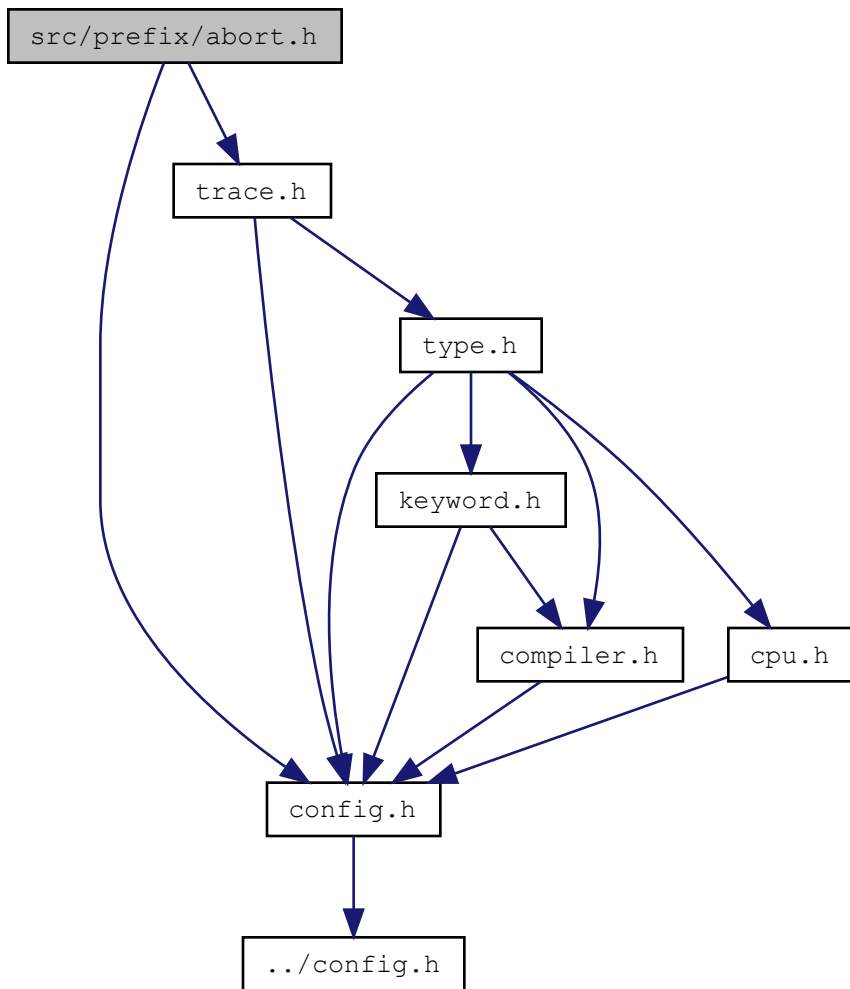 src/prefix/abort.h
trace.h
type.h
keyword.h
compiler.h
cpu.h
config.h
../config.h